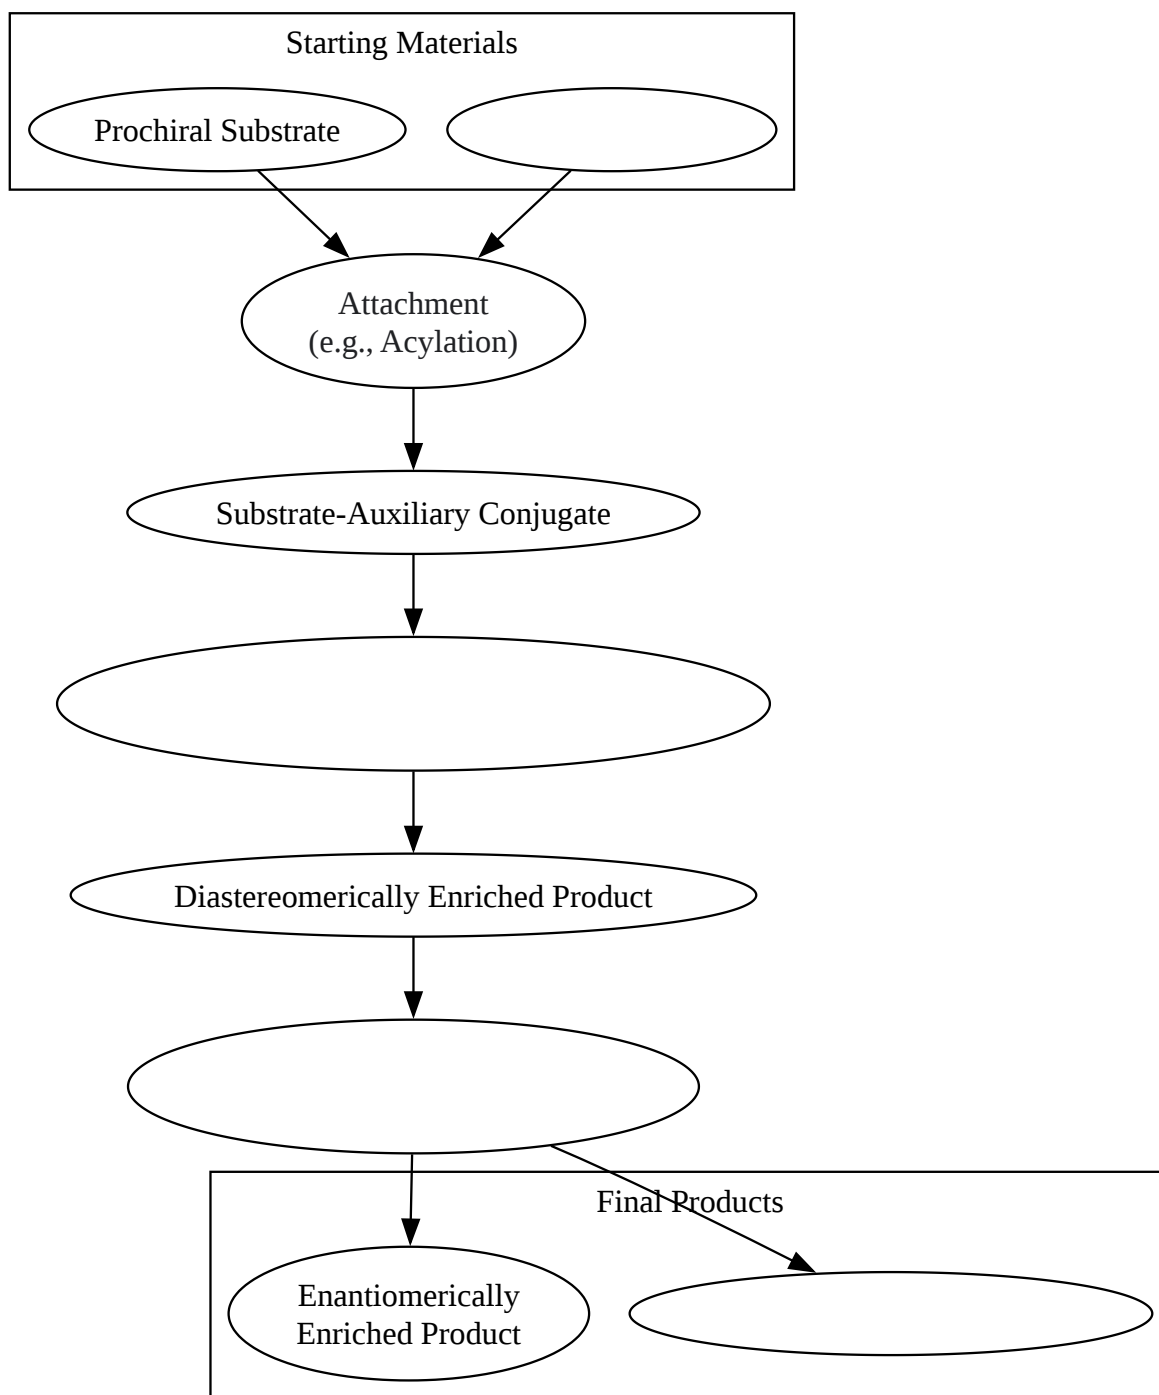 Starting Materials
Prochiral Substrate
Attachment
(e.g., Acylation)
Substrate-Auxiliary Conjugate
Diastereomerically Enriched Product
Final Products
Enantiomerically
Enriched Product